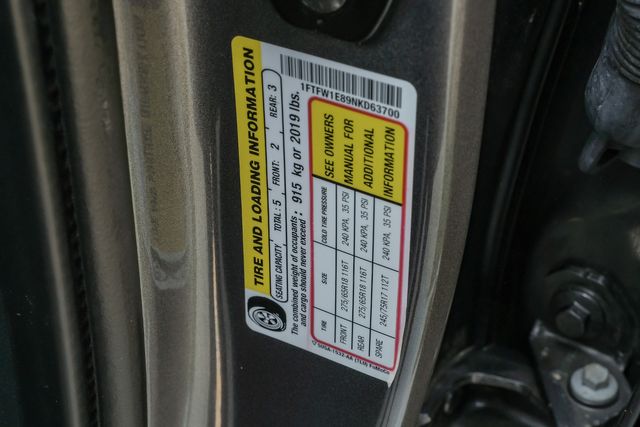 TIRE AND LOADING INFORMATION
SEATING CAPACITY TOTAL : 5 FRONT: 2 REAR: 3
The combined weight of occupants : 915 kg or 2019 lbs.
and cargo should never exceed
1FTFW1E89NKD63700
TIRE SIZE COLD TIRE PRESSURE SEE OWNERS
MANUAL FOR
ADDITIONAL
INFORMATION
FRONT 275/65R18 116T 240 KPA, 35 PSI
REAR 275/65R18 116T 240 KPA, 35 PSI
SPARE 245/75R17 112T 240 KPA, 35 PSI